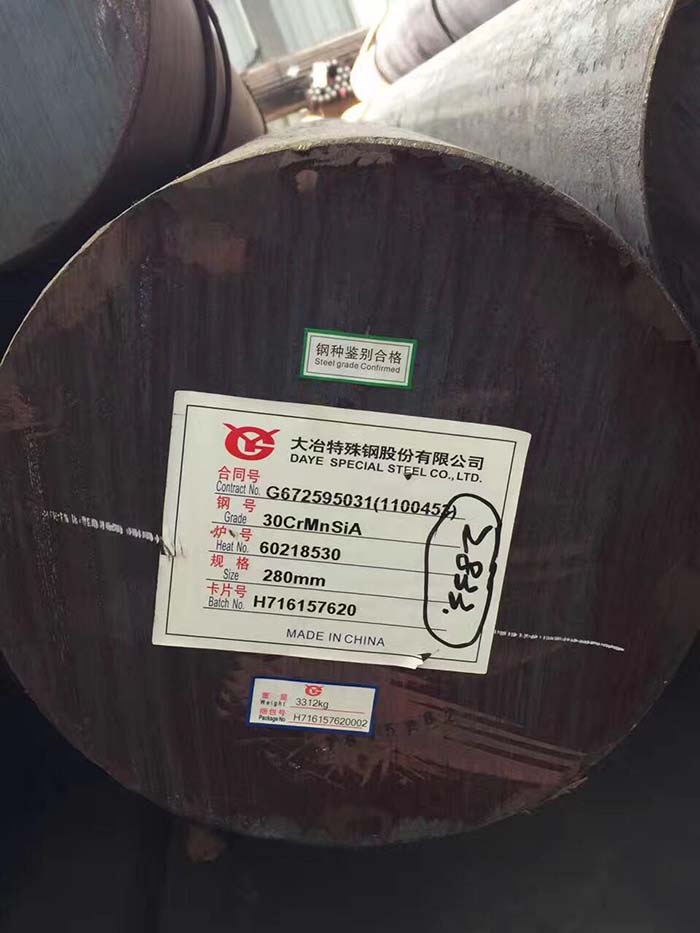 钢种鉴别合格
Steel grade Confirmed
大冶特殊钢股份有限公司
DAYE SPECIAL STEEL CO., LTD.
合同号
Contract No. G672595031(1100452)
钢 号
Grade 30CrMnSiA
炉 号
Heat No. 60218530
规 格
Size 280mm
卡片号
Batch No. H716157620
MADE IN CHINA
重 量
Weight 3312kg
捆包号
Package No H716157620002